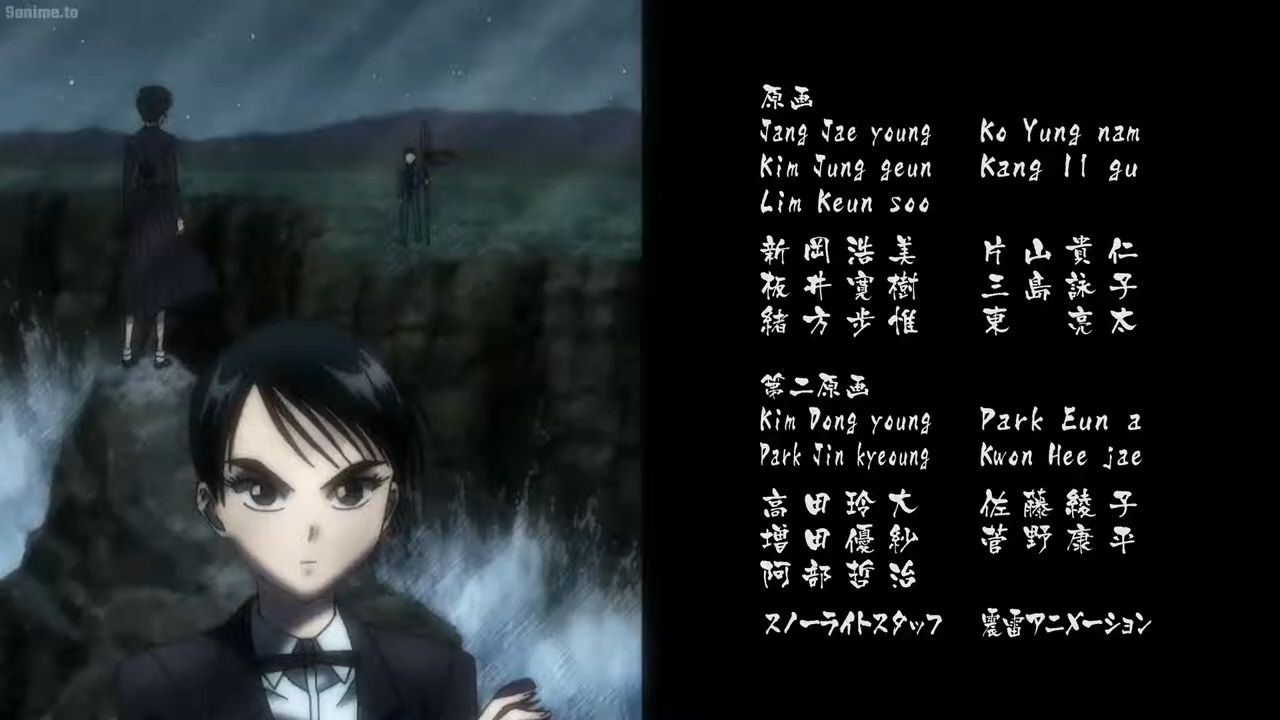 9anime.to
原画
Jang Jae young Ko Yung nam
Kim Jung geun Kang Il gu
Lim Keun soo
新岡浩美 片山貴仁
板井寛樹 三島詠子
緒方歩惟 東 亮太
第二原画
Kim Dong young Park Eun a
Park Jin kyeoung Kwon Hee jae
高田玲大 佐藤綾子
増田優紗 菅野康平
阿部哲治
スノーライトスタッフ 震雷アニメーション